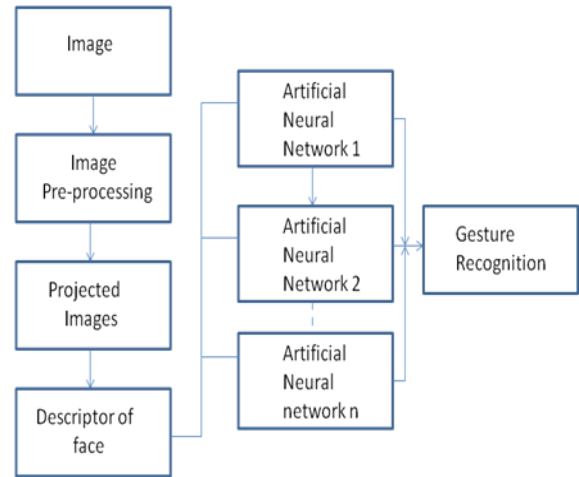 Image
Image
Pre-processing
Projected
Images
Descriptor of
face
Artificial
Neural
Network 1
Artificial
Neural
Network 2
Artificial
Neural
network n
Gesture
Recognition